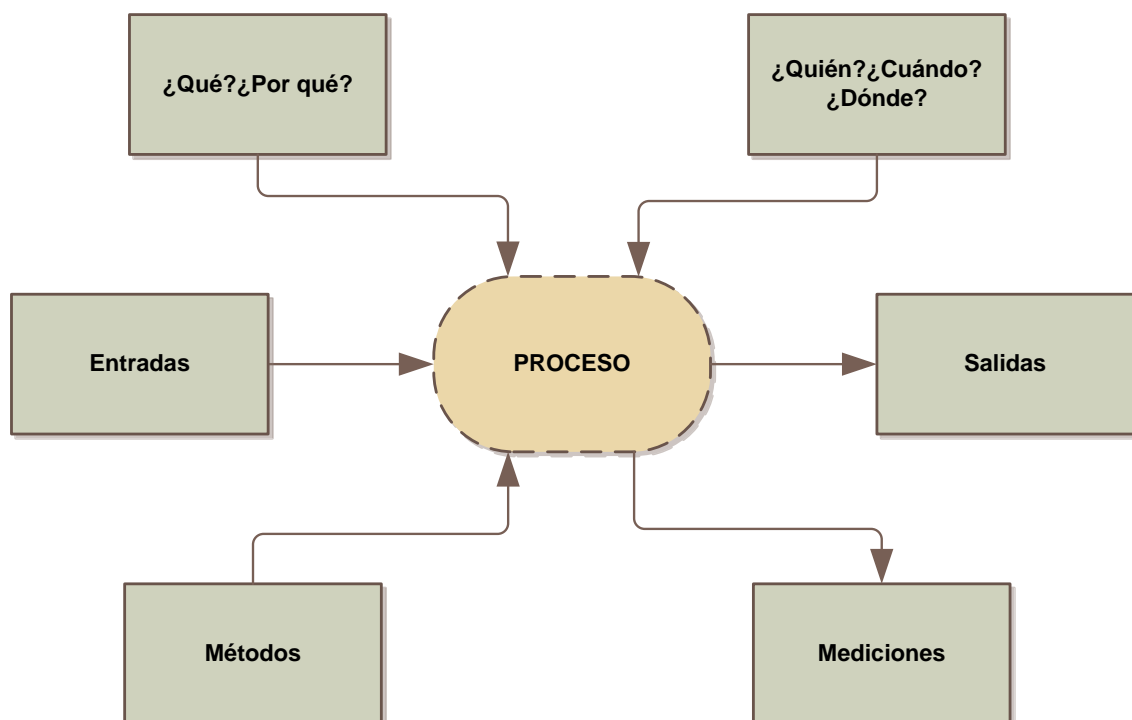 ¿Qué?¿Por qué?
¿Quién?¿Cuándo?
¿Dónde?
Entradas
PROCESO
Salidas
Métodos
Mediciones